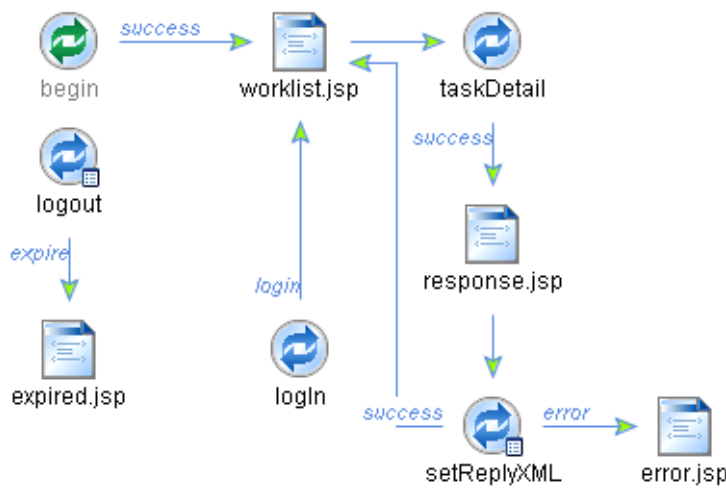 success
begin
worklist.jsp
taskDetail
success
logout
expire
response.jsp
login
expired.jsp
logIn
success
error
setReplyXML
error.jsp